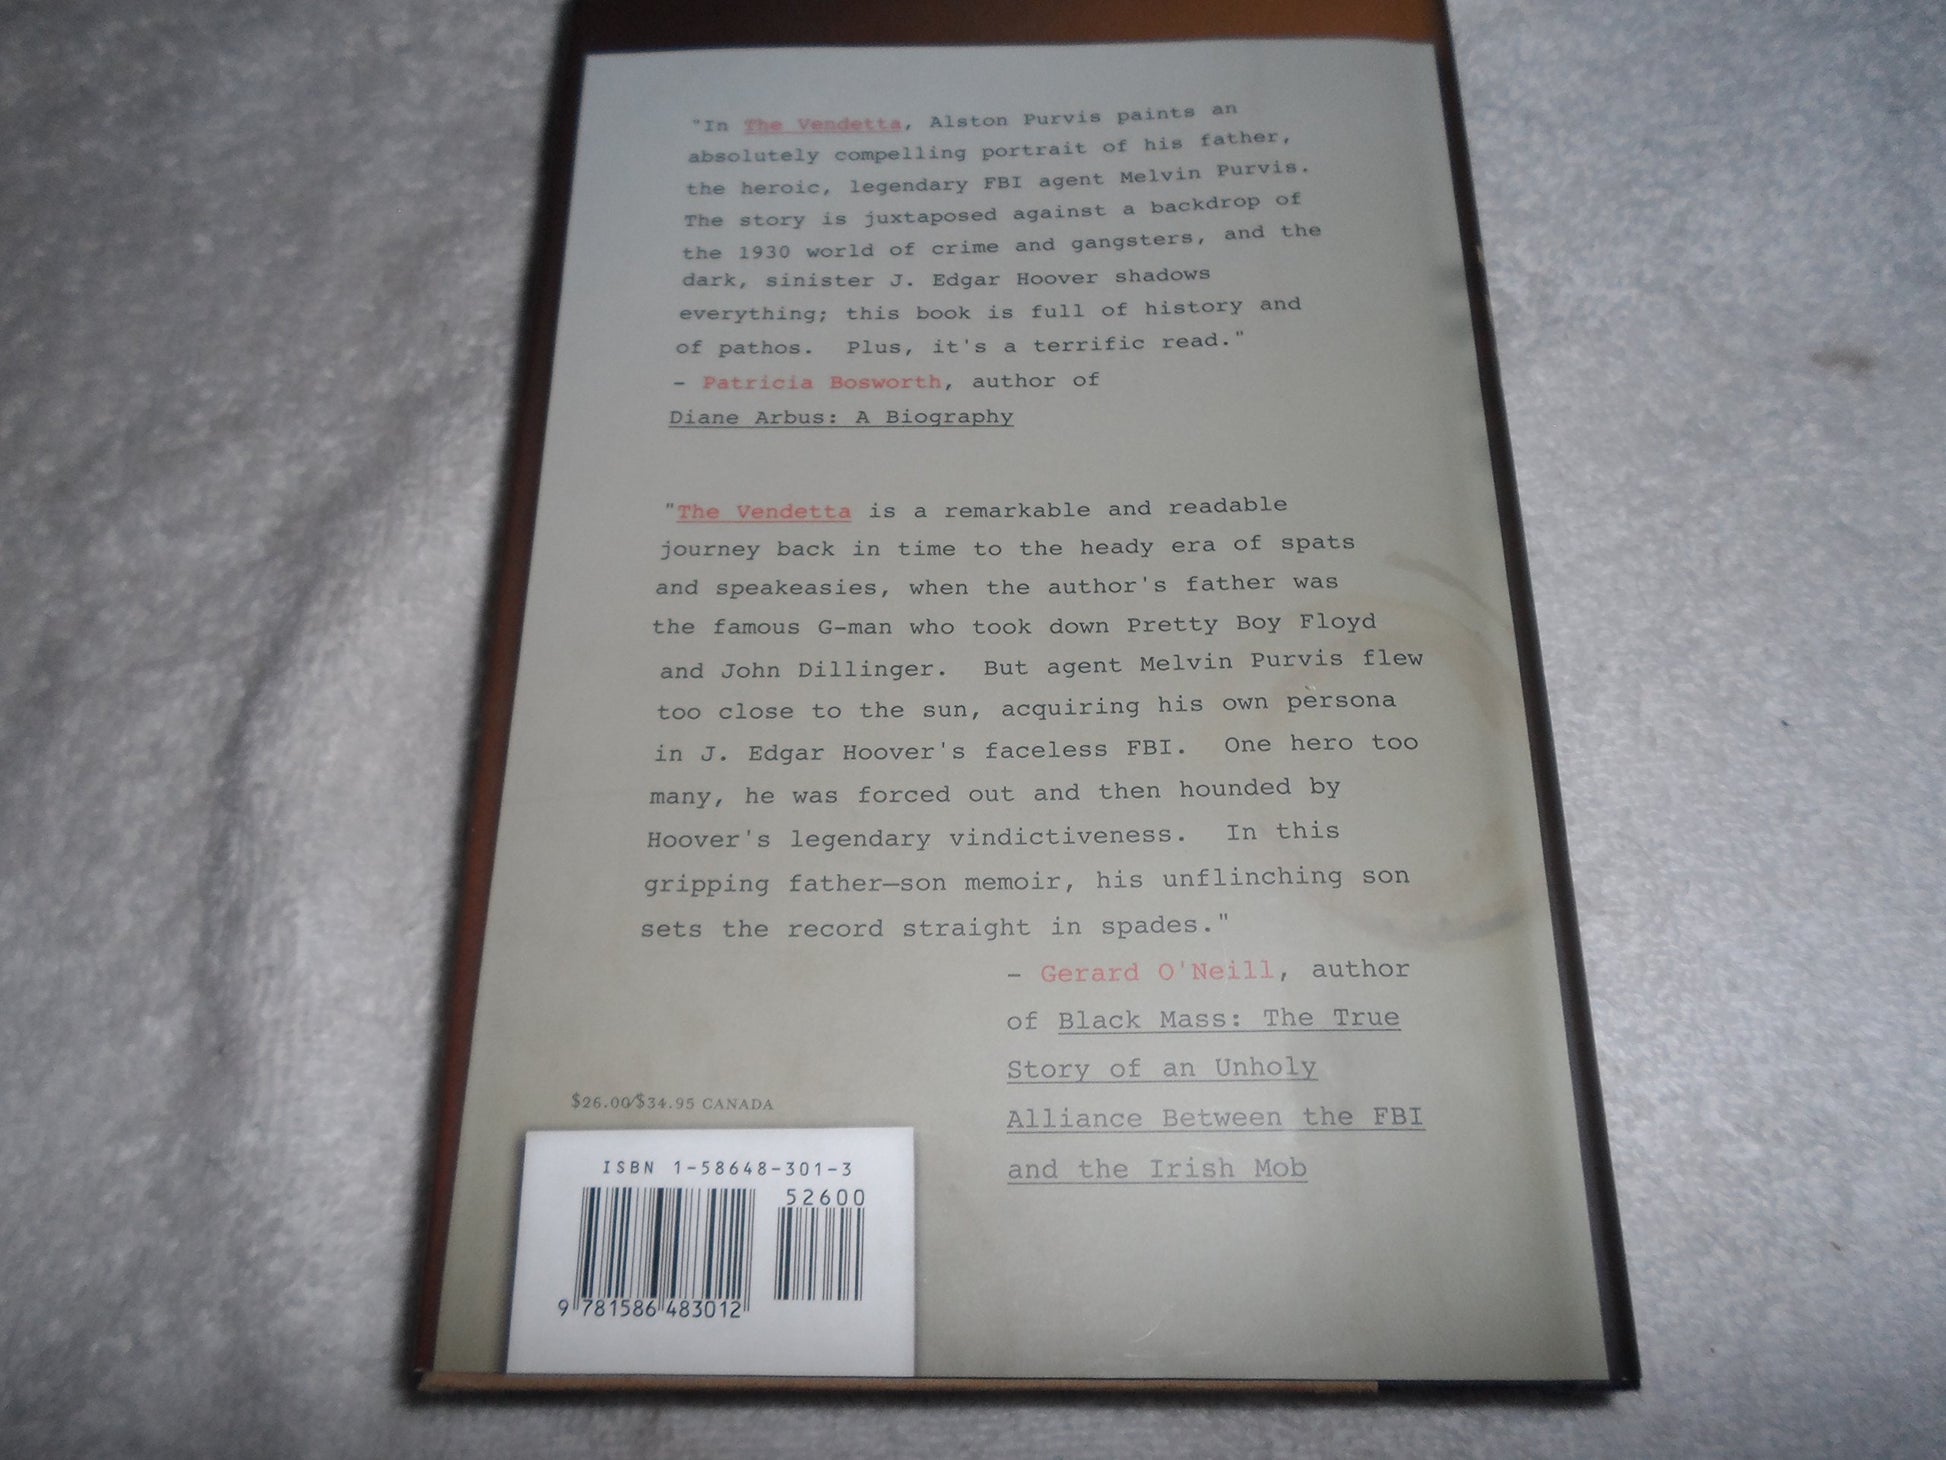 "In The Vendetta, Alston Purvis paints an
absolutely compelling portrait of his father,
the heroic, legendary FBI agent Melvin Purvis.
The story is juxtaposed against a backdrop of
the 1930 world of crime and gangsters, and the
dark, sinister J. Edgar Hoover shadows
everything; this book is full of history and
of pathos. Plus, it's a terrific read."
– Patricia Bosworth, author of
Diane Arbus: A Biography
"The Vendetta is a remarkable and readable
journey back in time to the heady era of spats
and speakeasies, when the author's father was
the famous G-man who took down Pretty Boy Floyd
and John Dillinger. But agent Melvin Purvis flew
too close to the sun, acquiring his own persona
in J. Edgar Hoover's faceless FBI. One hero too
many, he was forced out and then hounded by
Hoover's legendary vindictiveness. In this
gripping father—son memoir, his unflinching son
sets the record straight in spades."
– Gerard O'Neill, author
of Black Mass: The True
Story of an Unholy
Alliance Between the FBI
and the Irish Mob
$26.00/$34.95 CANADA
ISBN 1-58648-301-3
52600
9 781586 483012